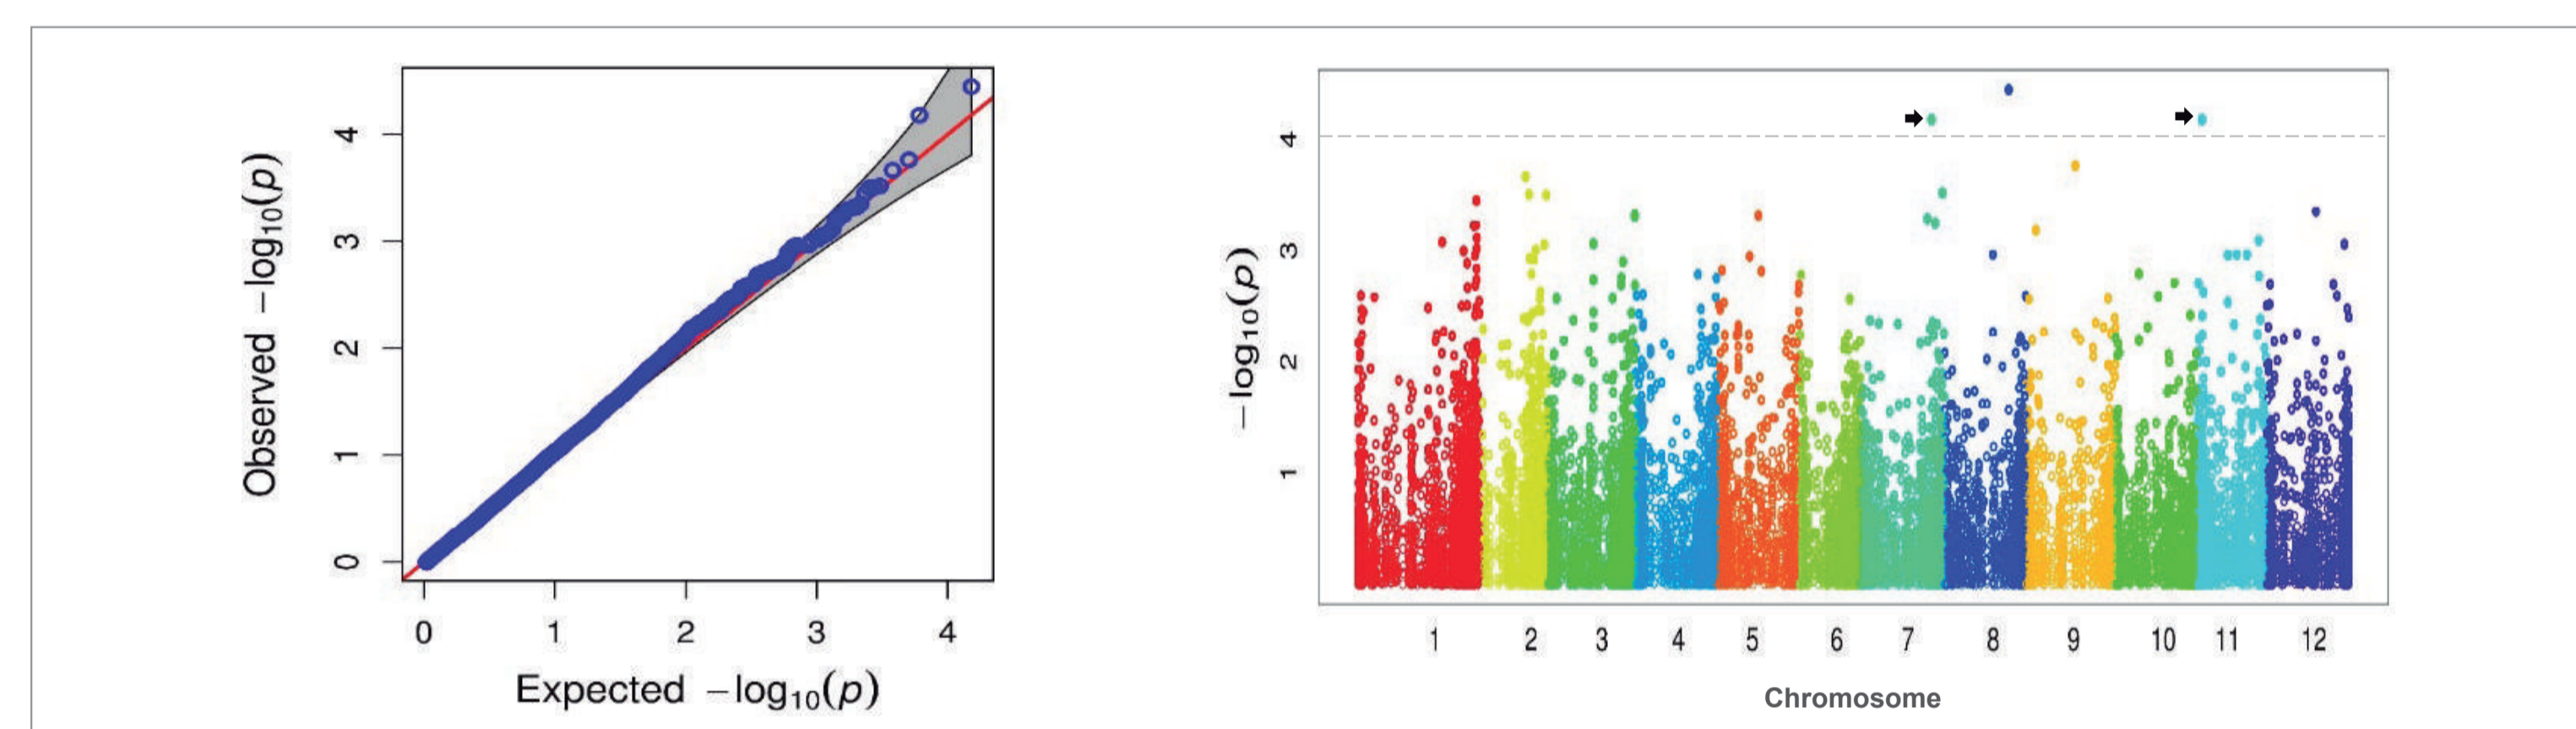 Observed −log₁₀(p)
4
3
2
1
0
0 1 2 3 4
Expected −log₁₀(p)
−log₁₀(p)
4
3
2
1
1 2 3 4 5 6 7 8 9 10 11 12
Chromosome